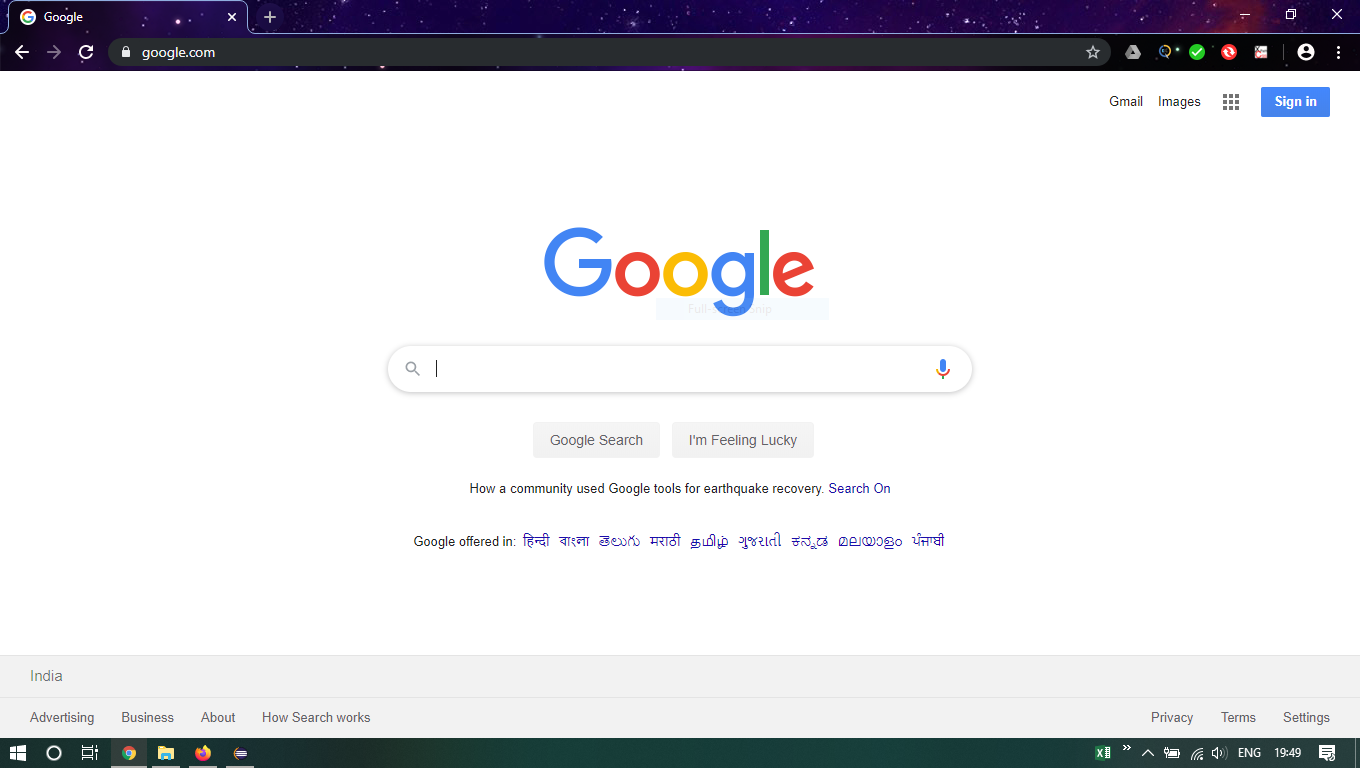 Google
google.com
Gmail Images Sign in
Google
Full-screen Snip
Google Search I'm Feeling Lucky
How a community used Google tools for earthquake recovery. Search On
Google offered in: हिन्दी বাংলা తెలుగు मराठी தமிழ் ગુજરાતી ಕನ್ನಡ മലയാളം ਪੰਜਾਬੀ
India
Advertising Business About How Search works Privacy Terms Settings
ENG 19:49